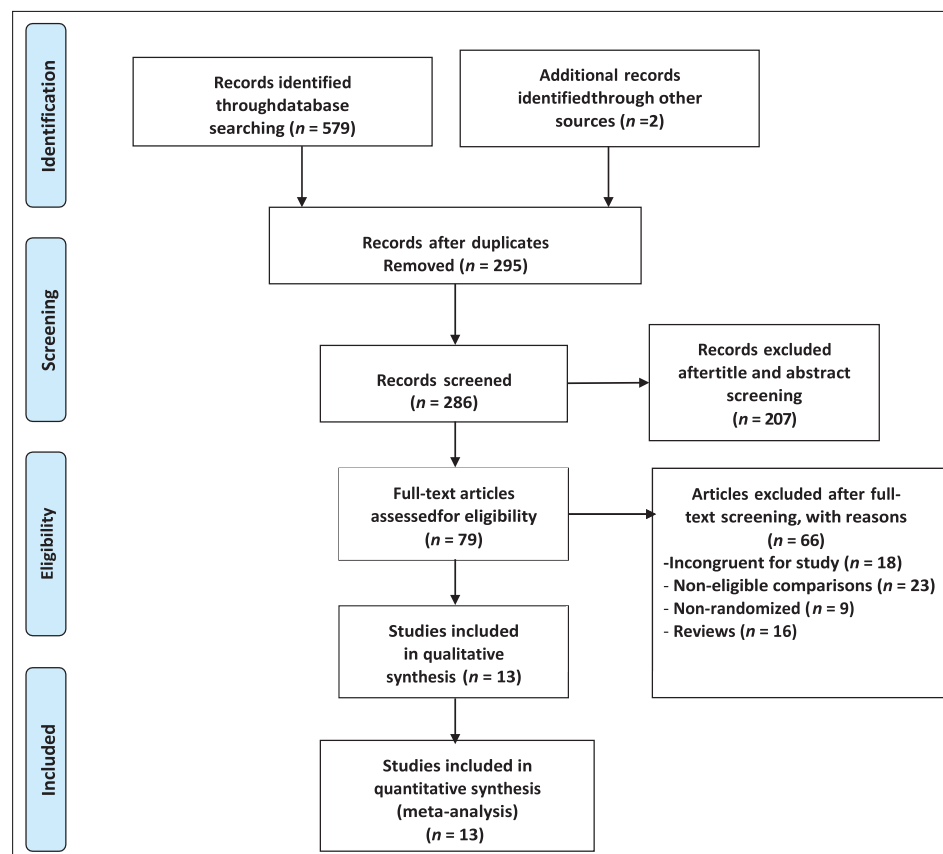 Identification
Records identified
throughdatabase
searching (n = 579)
Additional records
identifiedthrough other
sources (n =2)
Records after duplicates
Removed (n = 295)
Screening
Records screened
(n = 286)
Records excluded
aftertitle and abstract
screening
(n = 207)
Eligibility
Full-text articles
assessedfor eligibility
(n = 79)
Articles excluded after full-
text screening, with reasons
(n = 66)
-Incongruent for study (n = 18)
- Non-eligible comparisons (n = 23)
- Non-randomized (n = 9)
- Reviews (n = 16)
Studies included
in qualitative
synthesis (n = 13)
Included
Studies included in
quantitative synthesis
(meta-analysis)
(n = 13)